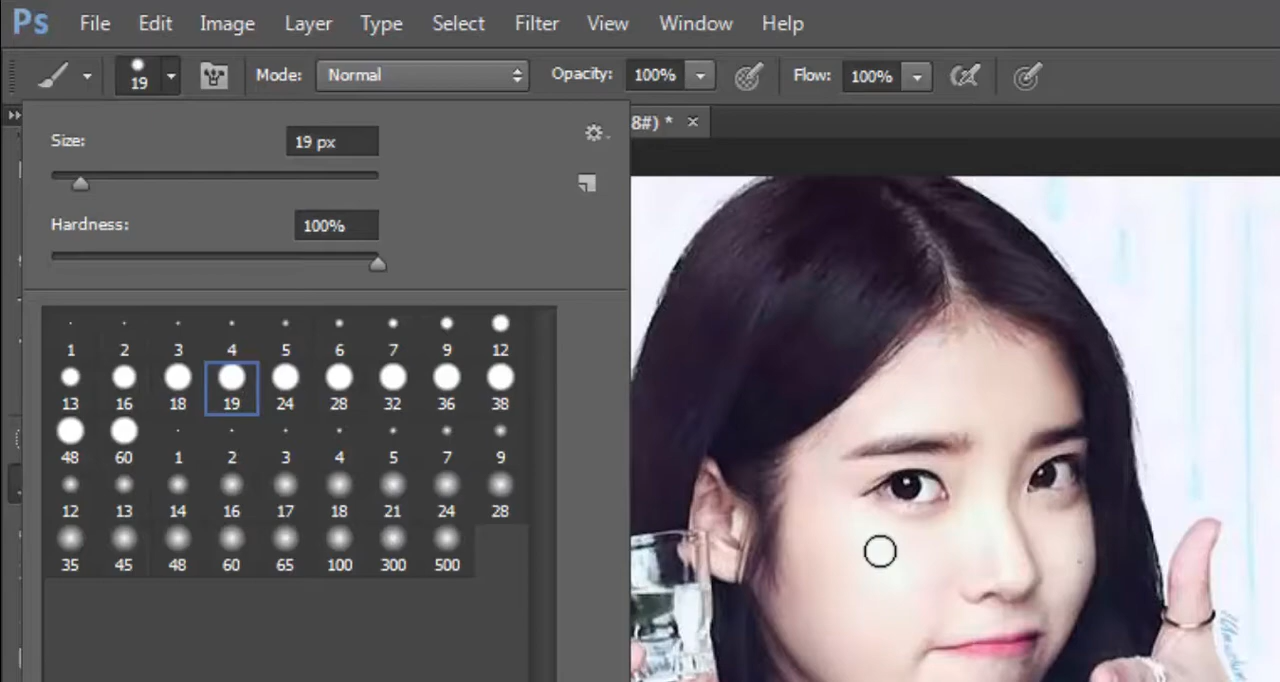 Ps File Edit Image Layer Type Select Filter View Window Help
19 Mode: Normal Opacity: 100% Flow: 100%
8#) * ×
Size: 19 px
Hardness: 100%
1 2 3 4 5 6 7 9 12
13 16 18 19 24 28 32 36 38
48 60 1 2 3 4 5 7 9
12 13 14 16 17 18 21 24 28
35 45 48 60 65 100 300 500